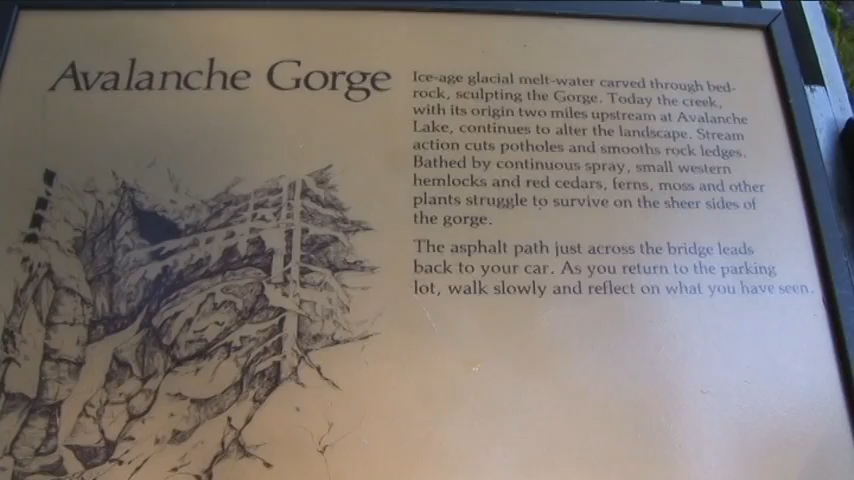 Avalanche Gorge
Ice-age glacial melt-water carved through bed-
rock, sculpting the Gorge. Today the creek,
with its origin two miles upstream at Avalanche
Lake, continues to alter the landscape. Stream
action cuts potholes and smooths rock ledges.
Bathed by continuous spray, small western
hemlocks and red cedars, ferns, moss and other
plants struggle to survive on the sheer sides of
the gorge.
The asphalt path just across the bridge leads
back to your car. As you return to the parking
lot, walk slowly and reflect on what you have seen.